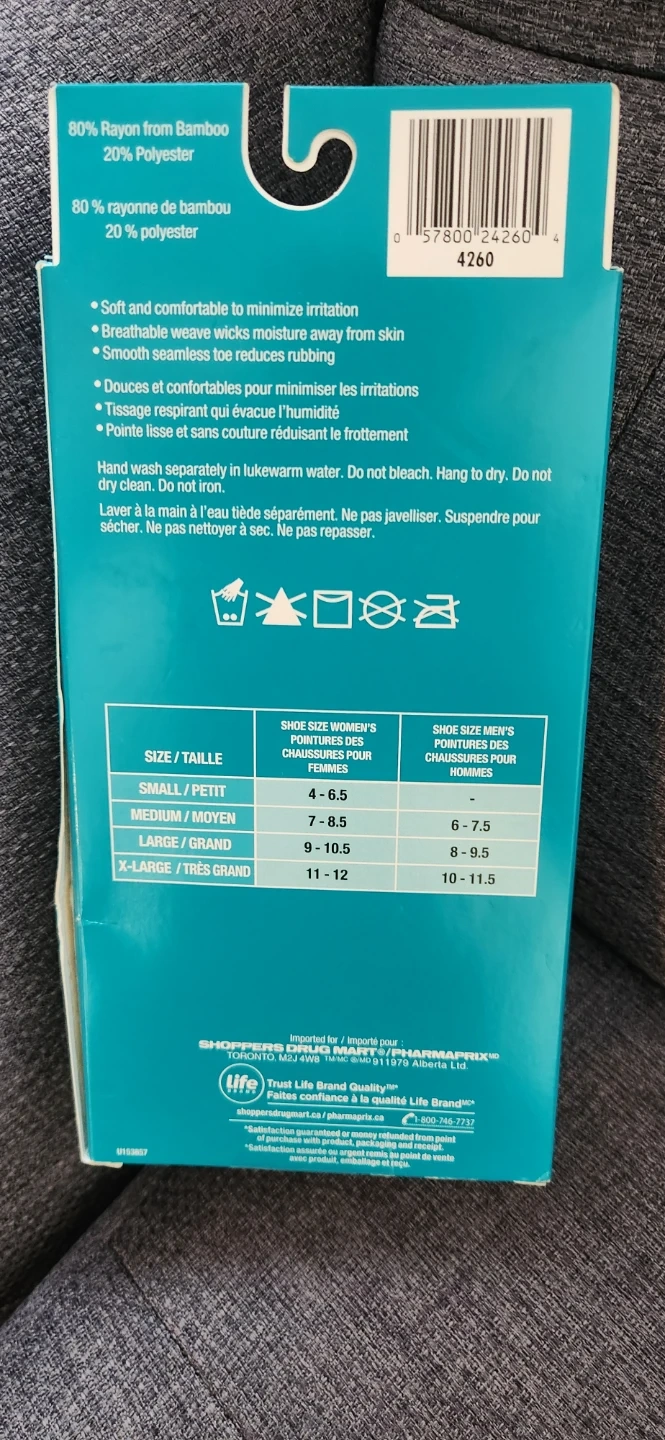 80% Rayon from Bamboo
20% Polyester
80 % rayonne de bambou
20 % polyester
0 57800 24260 4
4260
• Soft and comfortable to minimize irritation
• Breathable weave wicks moisture away from skin
• Smooth seamless toe reduces rubbing
• Douces et confortables pour minimiser les irritations
• Tissage respirant qui évacue l'humidité
• Pointe lisse et sans couture réduisant le frottement
Hand wash separately in lukewarm water. Do not bleach. Hang to dry. Do not
dry clean. Do not iron.
Laver à la main à l'eau tiède séparément. Ne pas javelliser. Suspendre pour
sécher. Ne pas nettoyer à sec. Ne pas repasser.
SIZE / TAILLE
SHOE SIZE WOMEN'S
POINTURES DES
CHAUSSURES POUR
FEMMES
SHOE SIZE MEN'S
POINTURES DES
CHAUSSURES POUR
HOMMES
SMALL / PETIT 4 - 6.5 -
MEDIUM / MOYEN 7 - 8.5 6 - 7.5
LARGE / GRAND 9 - 10.5 8 - 9.5
X-LARGE / TRÈS GRAND 11 - 12 10 - 11.5
Imported for / Importé pour :
SHOPPERS DRUG MART®/PHARMAPRIX MD
TORONTO, M2J 4W8 TM/MC ®/MD 911979 Alberta Ltd.
life BRAND
Trust Life Brand Quality™*
Faites confiance à la qualité Life Brand MC*
shoppersdrugmart.ca / pharmaprix.ca 1-800-746-7737
*Satisfaction guaranteed or money refunded from point
of purchase with product, packaging and receipt.
*Satisfaction assurée ou argent remis au point de vente
avec produit, emballage et reçu.
U103857